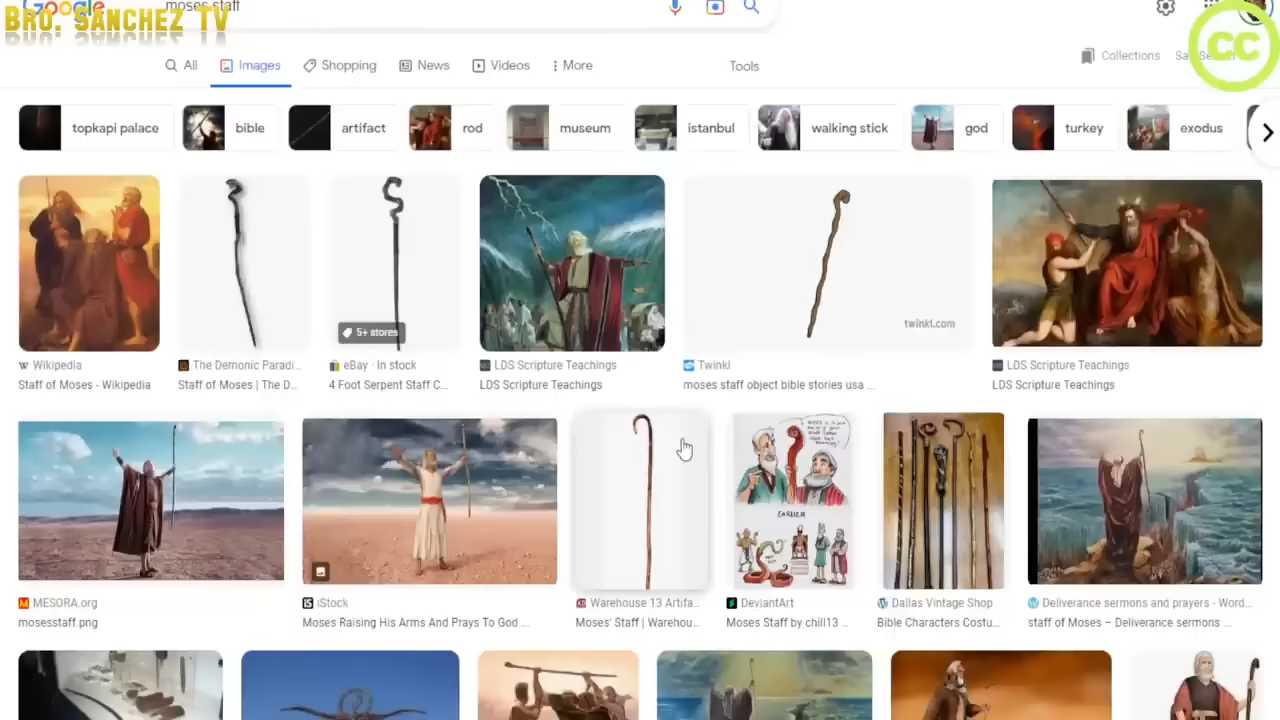 Google
moses staff
BRO. SANCHEZ TV
CC
All
Images
Shopping
News
Videos
More
Tools
Collections
topkapi palace
bible
artifact
rod
museum
istanbul
walking stick
god
turkey
exodus
5+ stores
twinkl.com
Wikipedia
Staff of Moses - Wikipedia
The Demonic Paradi...
Staff of Moses | The D...
eBay · In stock
4 Foot Serpent Staff C...
LDS Scripture Teachings
LDS Scripture Teachings
Twinkl
moses staff object bible stories usa ...
LDS Scripture Teachings
LDS Scripture Teachings
EARLIER
MESORA.org
mosesstaff.png
iStock
Moses Raising His Arms And Prays To God ...
Warehouse 13 Artifa...
Moses' Staff | Warehou...
DeviantArt
Moses Staff by chill13 ...
Dallas Vintage Shop
Bible Characters Costu...
Deliverance sermons and prayers - Word...
staff of Moses – Deliverance sermons ...